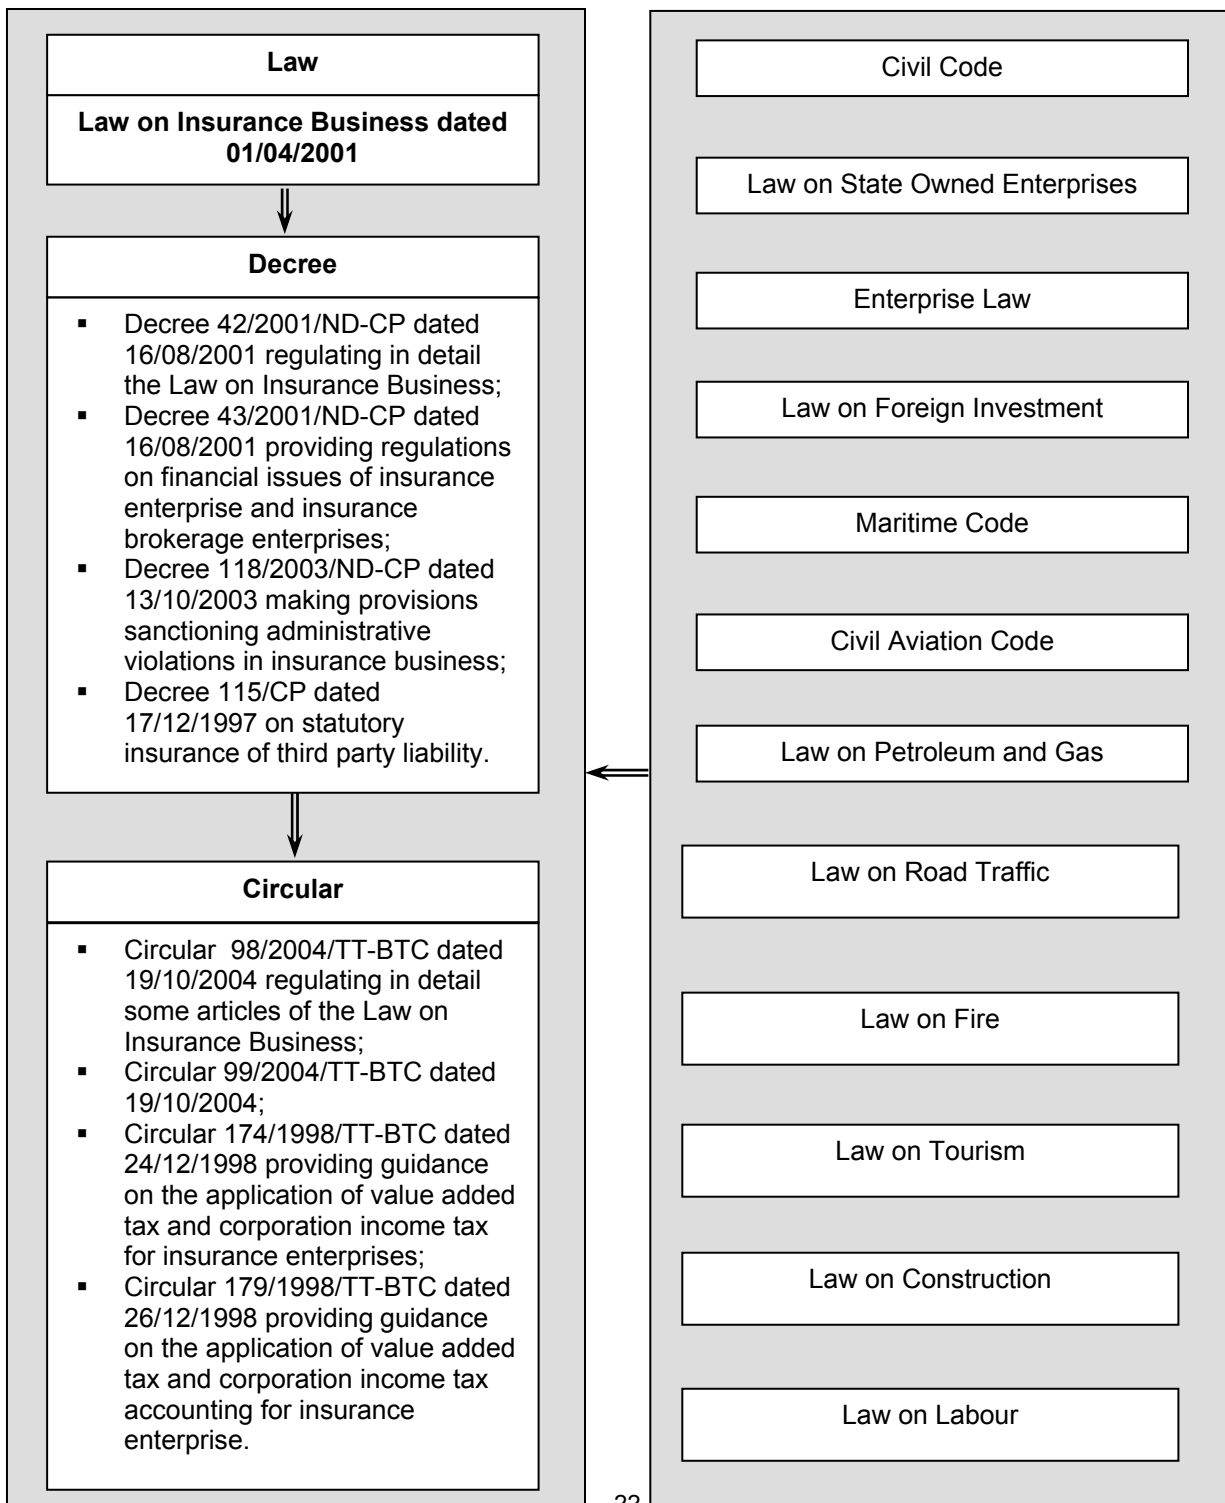 Law
Law on Insurance Business dated
01/04/2001
Decree
▪ Decree 42/2001/ND-CP dated
16/08/2001 regulating in detail
the Law on Insurance Business;
▪ Decree 43/2001/ND-CP dated
16/08/2001 providing regulations
on financial issues of insurance
enterprise and insurance
brokerage enterprises;
▪ Decree 118/2003/ND-CP dated
13/10/2003 making provisions
sanctioning administrative
violations in insurance business;
▪ Decree 115/CP dated
17/12/1997 on statutory
insurance of third party liability.
Circular
▪ Circular  98/2004/TT-BTC dated
19/10/2004 regulating in detail
some articles of the Law on
Insurance Business;
▪ Circular 99/2004/TT-BTC dated
19/10/2004;
▪ Circular 174/1998/TT-BTC dated
24/12/1998 providing guidance
on the application of value added
tax and corporation income tax
for insurance enterprises;
▪ Circular 179/1998/TT-BTC dated
26/12/1998 providing guidance
on the application of value added
tax and corporation income tax
accounting for insurance
enterprise.
Civil Code
Law on State Owned Enterprises
Enterprise Law
Law on Foreign Investment
Maritime Code
Civil Aviation Code
Law on Petroleum and Gas
Law on Road Traffic
Law on Fire
Law on Tourism
Law on Construction
Law on Labour
22